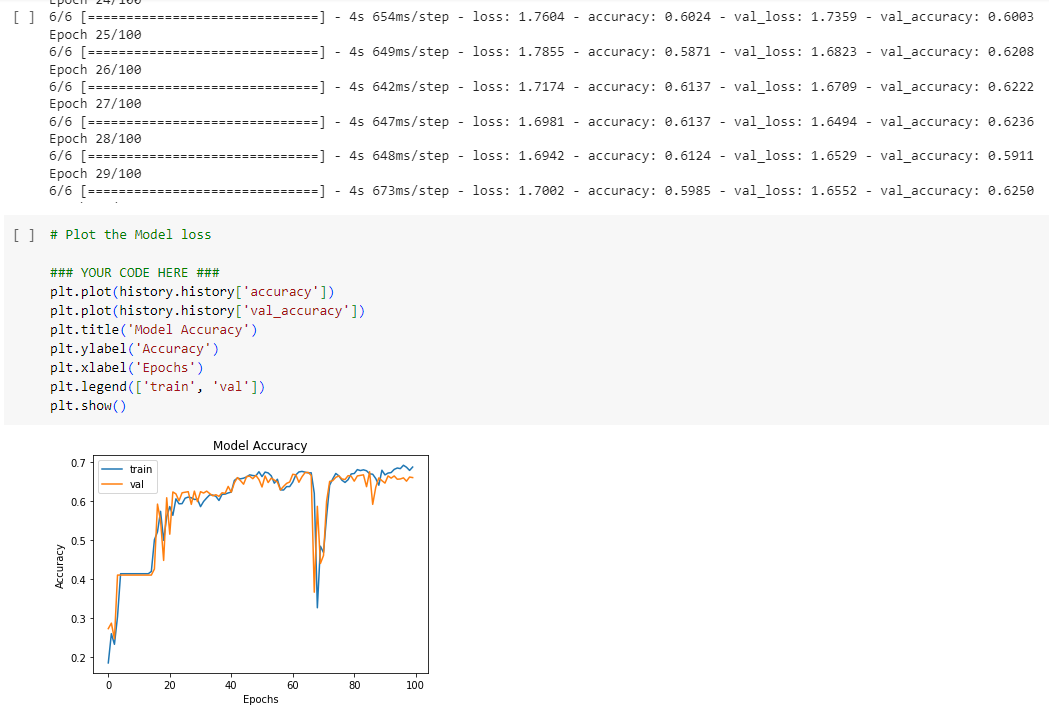 Epoch 24/100
[ ] 6/6 [==============================] - 4s 654ms/step - loss: 1.7604 - accuracy: 0.6024 - val_loss: 1.7359 - val_accuracy: 0.6003
Epoch 25/100
6/6 [==============================] - 4s 649ms/step - loss: 1.7855 - accuracy: 0.5871 - val_loss: 1.6823 - val_accuracy: 0.6208
Epoch 26/100
6/6 [==============================] - 4s 642ms/step - loss: 1.7174 - accuracy: 0.6137 - val_loss: 1.6709 - val_accuracy: 0.6222
Epoch 27/100
6/6 [==============================] - 4s 647ms/step - loss: 1.6981 - accuracy: 0.6137 - val_loss: 1.6494 - val_accuracy: 0.6236
Epoch 28/100
6/6 [==============================] - 4s 648ms/step - loss: 1.6942 - accuracy: 0.6124 - val_loss: 1.6529 - val_accuracy: 0.5911
Epoch 29/100
6/6 [==============================] - 4s 673ms/step - loss: 1.7002 - accuracy: 0.5985 - val_loss: 1.6552 - val_accuracy: 0.6250
[ ] # Plot the Model loss
### YOUR CODE HERE ###
plt.plot(history.history['accuracy'])
plt.plot(history.history['val_accuracy'])
plt.title('Model Accuracy')
plt.ylabel('Accuracy')
plt.xlabel('Epochs')
plt.legend(['train', 'val'])
plt.show()
Model Accuracy
train
val
0.7
0.6
0.5
0.4
0.3
0.2
Accuracy
0 20 40 60 80 100
Epochs